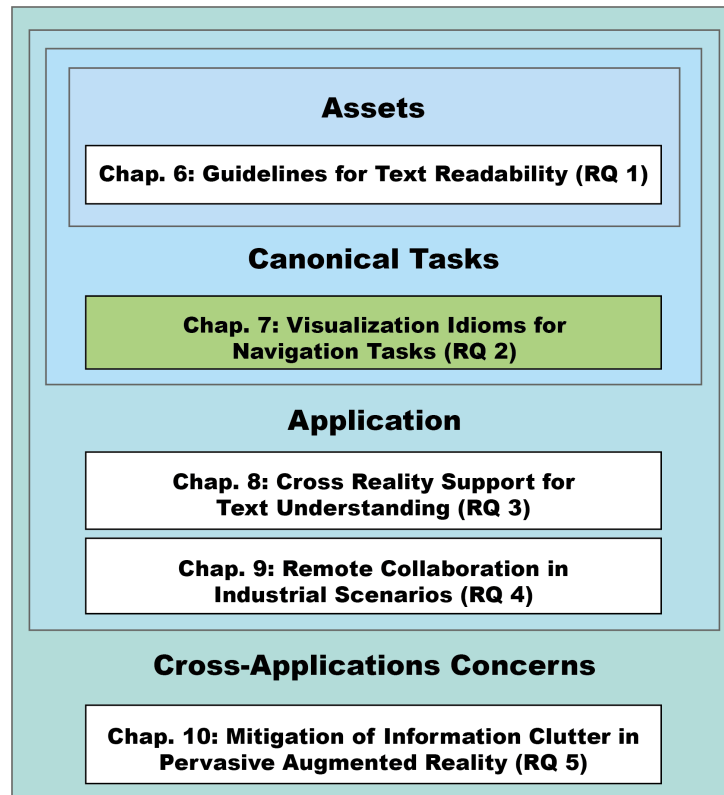 Assets
Chap. 6: Guidelines for Text Readability (RQ 1)
Canonical Tasks
Chap. 7: Visualization Idioms for
Navigation Tasks (RQ 2)
Application
Chap. 8: Cross Reality Support for
Text Understanding (RQ 3)
Chap. 9: Remote Collaboration in
Industrial Scenarios (RQ 4)
Cross-Applications Concerns
Chap. 10: Mitigation of Information Clutter in
Pervasive Augmented Reality (RQ 5)